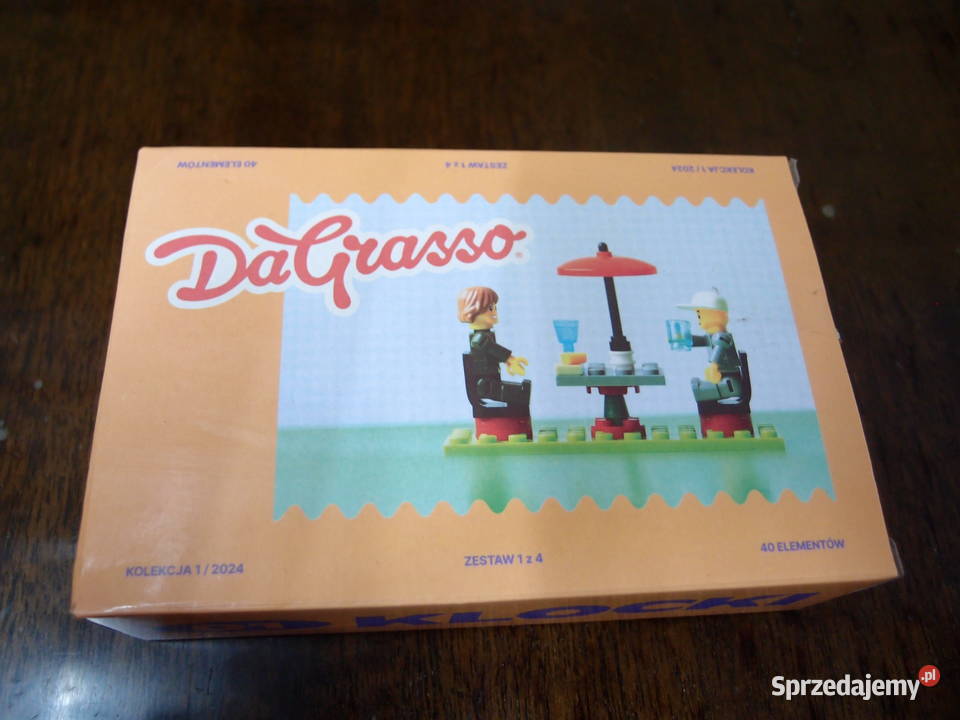 40 ELEMENTÓW
ZESTAW 1 z 4
KOLEKCJA 1 / 2024
DaGrasso
KOLEKCJA 1 / 2024
ZESTAW 1 z 4
40 ELEMENTÓW
KLOCKI
Sprzedajemy.pl